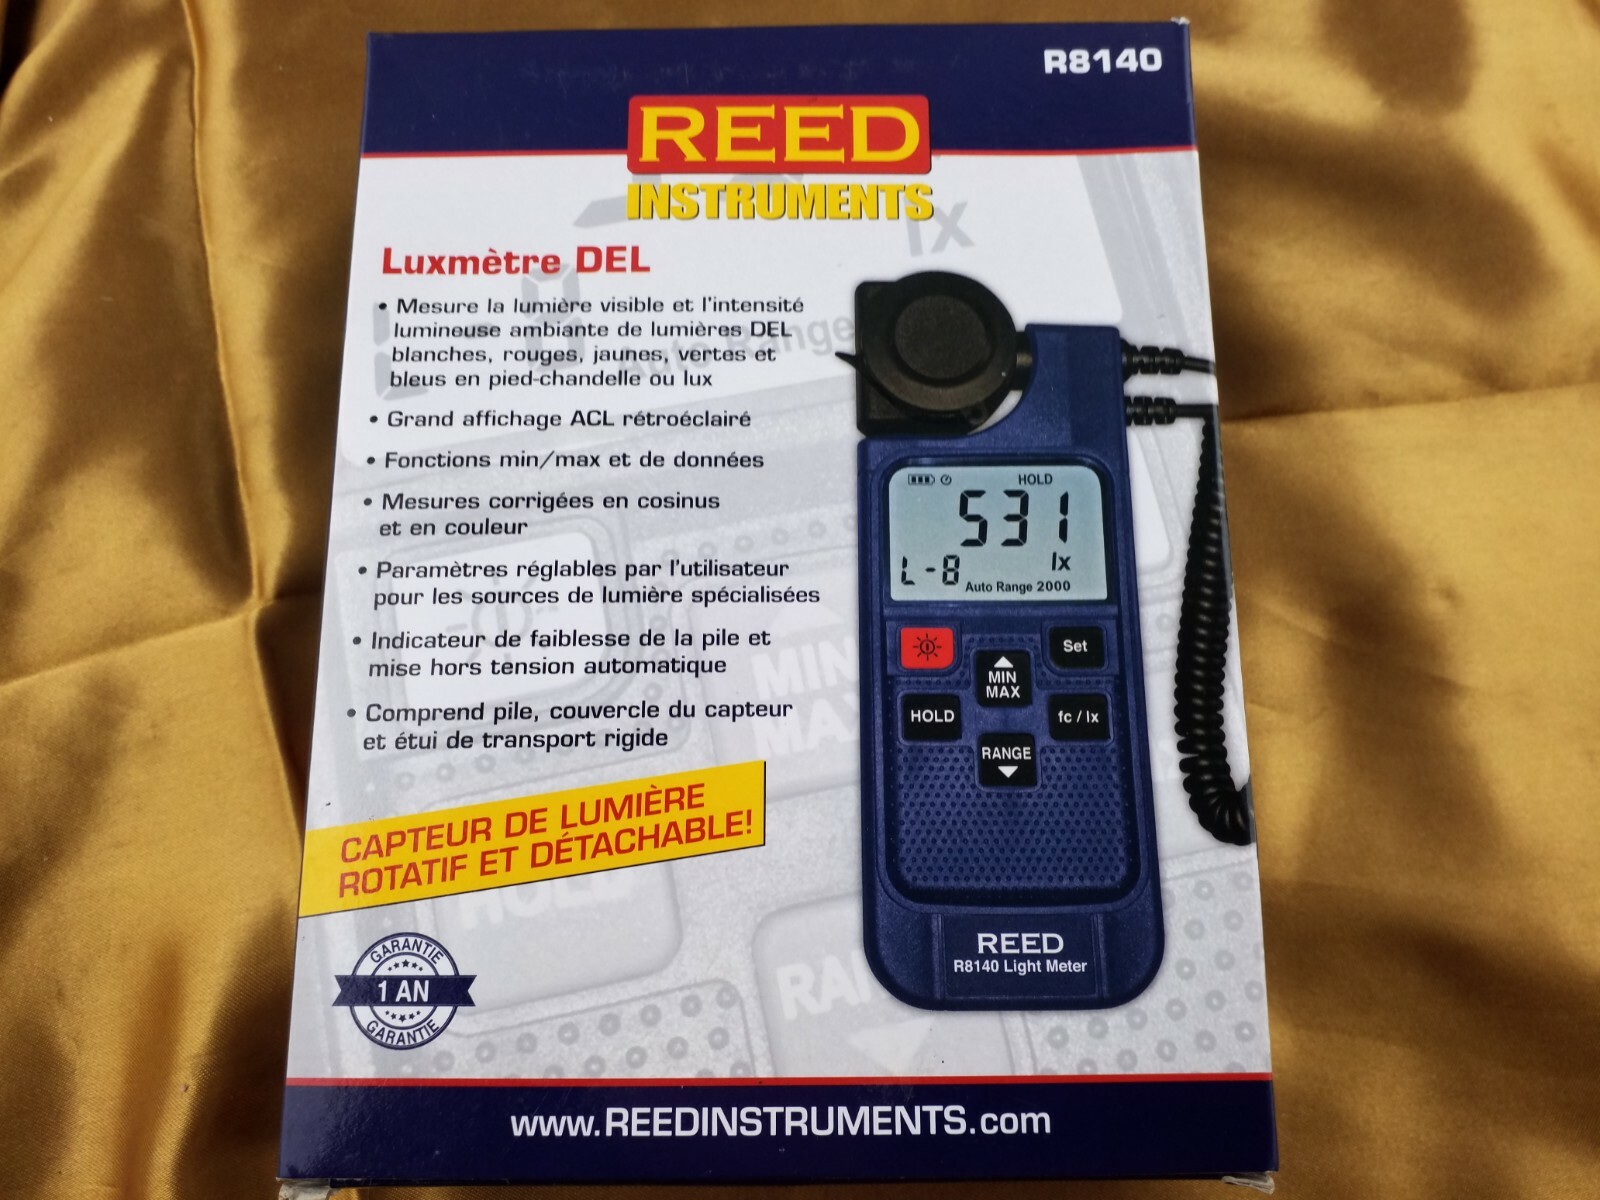 R8140
REED
INSTRUMENTS
Luxmètre DEL
• Mesure la lumière visible et l'intensité
lumineuse ambiante de lumières DEL
blanches, rouges, jaunes, vertes et
bleus en pied-chandelle ou lux
• Grand affichage ACL rétroéclairé
• Fonctions min/max et de données
• Mesures corrigées en cosinus
et en couleur
• Paramètres réglables par l'utilisateur
pour les sources de lumière spécialisées
• Indicateur de faiblesse de la pile et
mise hors tension automatique
• Comprend pile, couvercle du capteur
et étui de transport rigide
CAPTEUR DE LUMIÈRE
ROTATIF ET DÉTACHABLE!
GARANTIE
1 AN
GARANTIE
HOLD
531
lx
L-8
Auto Range 2000
Set
MIN
MAX
HOLD
fc / lx
RANGE
REED
R8140 Light Meter
www.REEDINSTRUMENTS.com